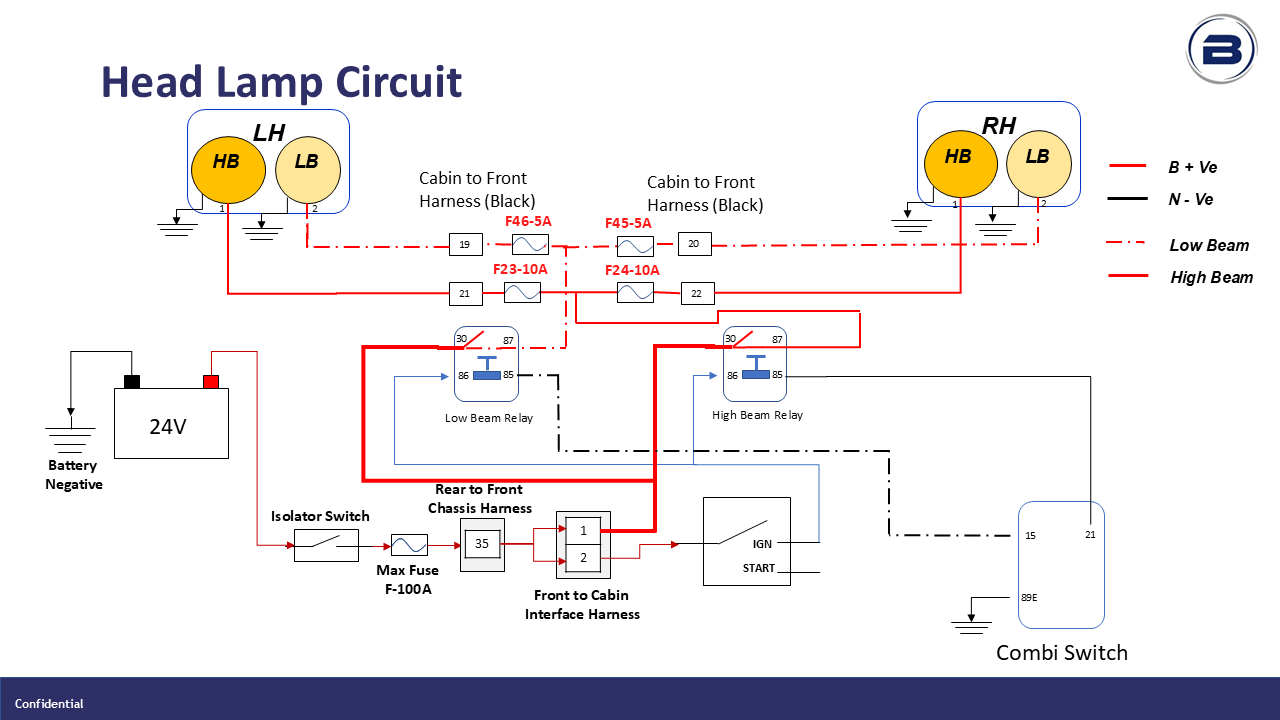 B
Head Lamp Circuit
LH
HB
LB
1
2
RH
HB
LB
1
2
B + Ve
N - Ve
Low Beam
High Beam
Cabin to Front
Harness (Black)
Cabin to Front
Harness (Black)
F46-5A
F45-5A
19
20
F23-10A
F24-10A
21
22
30
87
86
85
Low Beam Relay
30
87
86
85
High Beam Relay
24V
Battery
Negative
Isolator Switch
Max Fuse
F-100A
Rear to Front
Chassis Harness
35
1
2
Front to Cabin
Interface Harness
IGN
START
15
21
89E
Combi Switch
Confidential